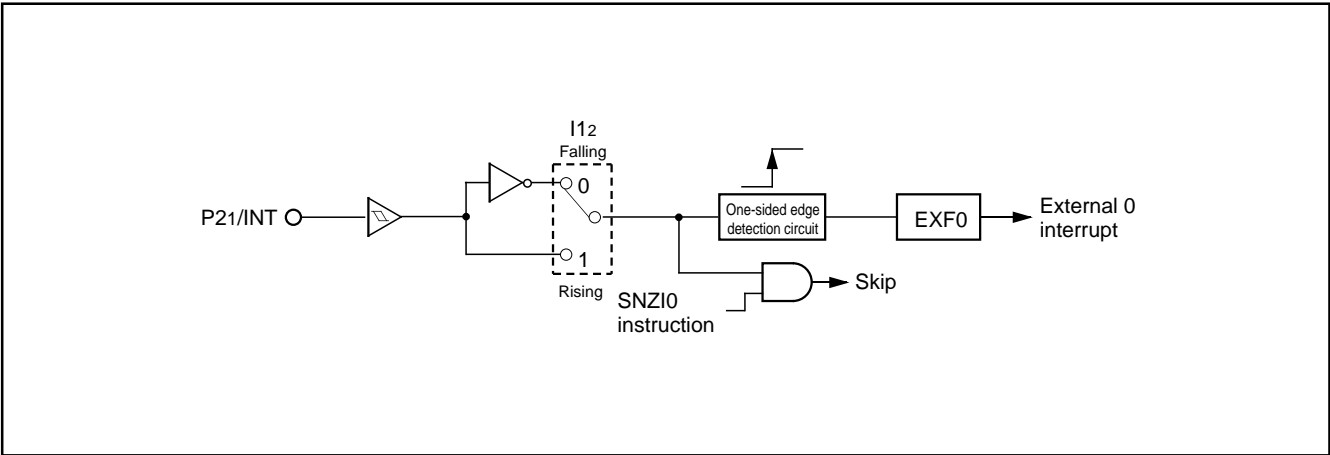 I12
Falling
0
P21/INT
1
Rising
One-sided edge
detection circuit
EXF0
External 0
interrupt
Skip
SNZI0
instruction